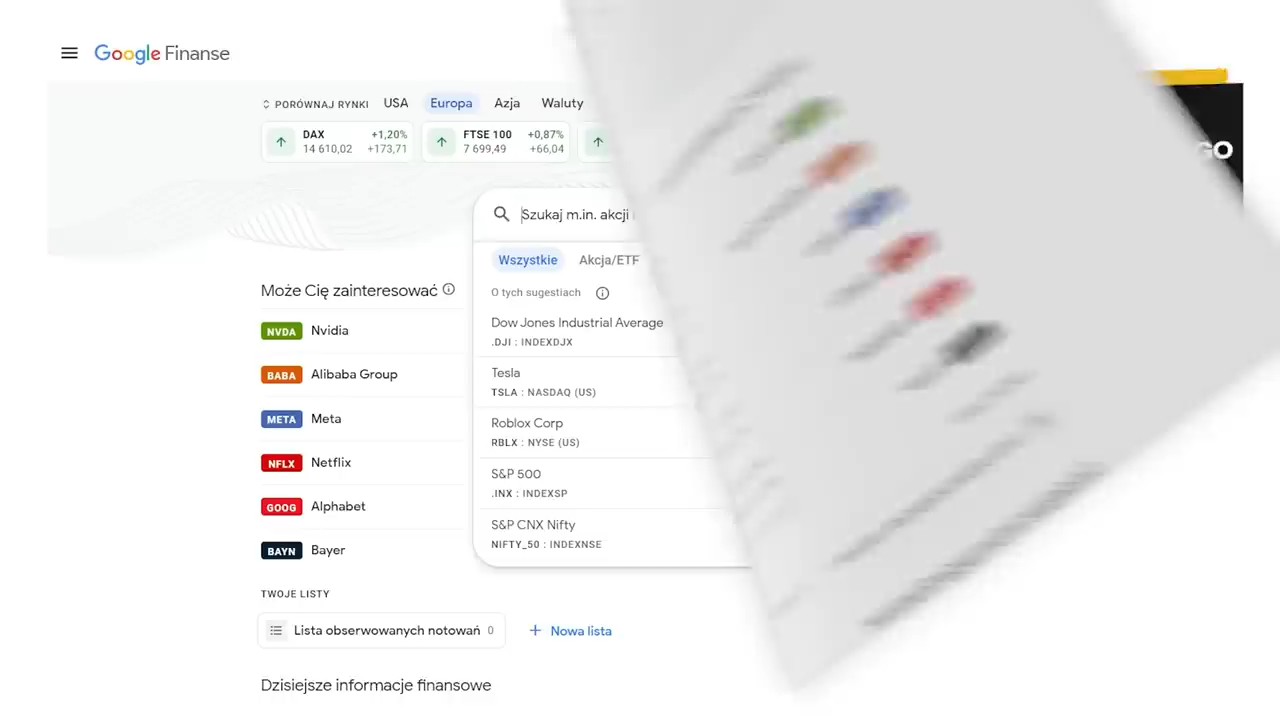 Google Finanse
PORÓWNAJ RYNKI USA Europa Azja Waluty
DAX +1,20%
14 610,02 +173,71
FTSE 100 +0,87%
7 699,49 +66,04
GO
Szukaj m.in. akcji
Wszystkie Akcja/ETF
O tych sugestiach
Dow Jones Industrial Average
.DJI : INDEXDJX
Tesla
TSLA : NASDAQ (US)
Roblox Corp
RBLX : NYSE (US)
S&P 500
.INX : INDEXSP
S&P CNX Nifty
NIFTY_50 : INDEXNSE
Może Cię zainteresować
NVDA Nvidia
BABA Alibaba Group
META Meta
NFLX Netflix
GOOG Alphabet
BAYN Bayer
TWOJE LISTY
Lista obserwowanych notowań 0
+ Nowa lista
Dzisiejsze informacje finansowe